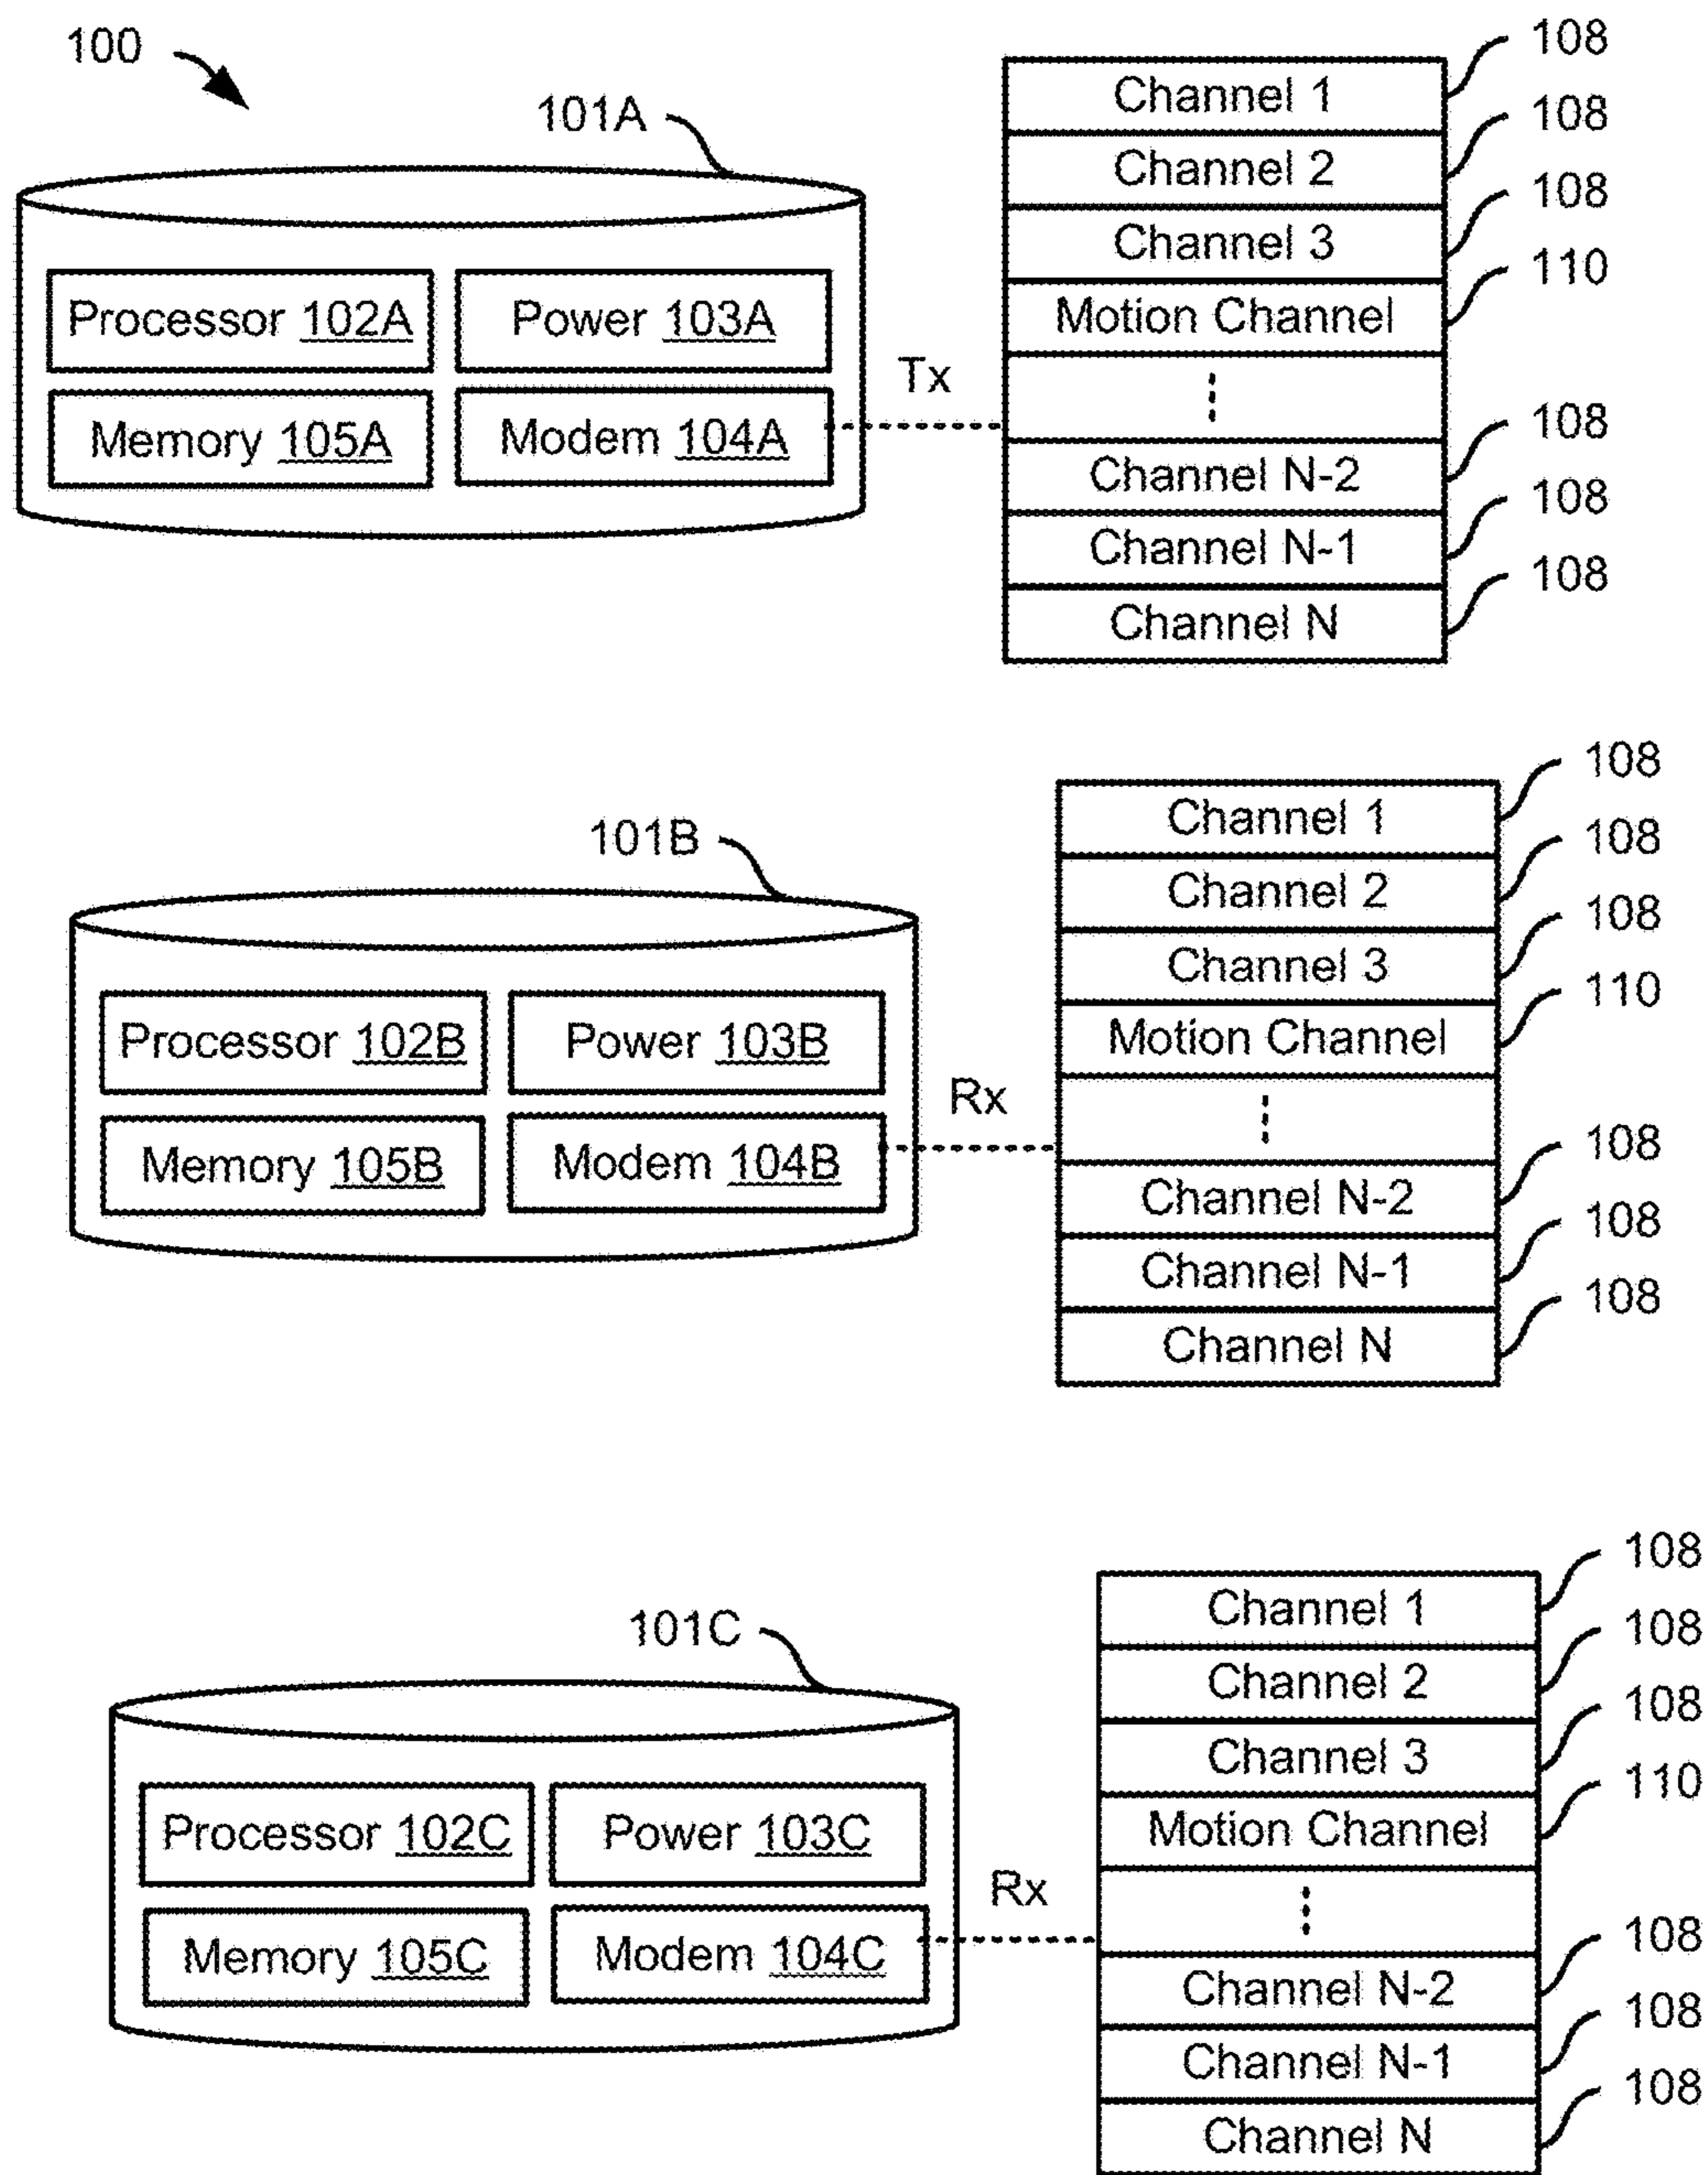 100
101A
Processor 102A
Power 103A
Memory 105A
Modem 104A
Tx
Channel 1
108
Channel 2
108
Channel 3
108
Motion Channel
110
Channel N-2
108
Channel N-1
108
Channel N
108
101B
Processor 102B
Power 103B
Memory 105B
Modem 104B
Rx
Channel 1
108
Channel 2
108
Channel 3
108
Motion Channel
110
Channel N-2
108
Channel N-1
108
Channel N
108
101C
Processor 102C
Power 103C
Memory 105C
Modem 104C
Rx
Channel 1
108
Channel 2
108
Channel 3
108
Motion Channel
110
Channel N-2
108
Channel N-1
108
Channel N
108